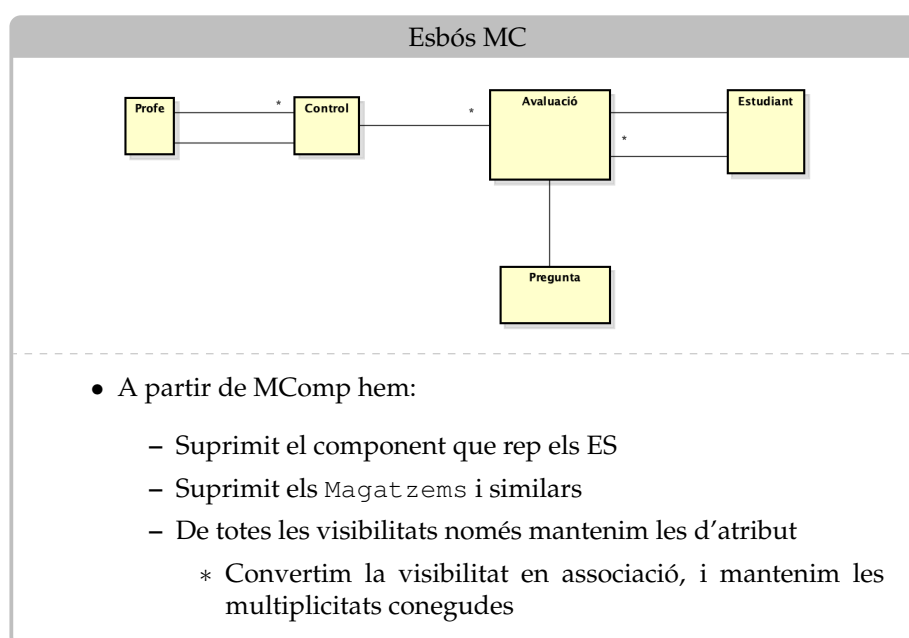 Esbós MC
Profe
*
Control
*
Avaluació
*
Estudiant
Pregunta
• A partir de MComp hem:
– Suprimit el component que rep els ES
– Suprimit els Magatzems i similars
– De totes les visibilitats només mantenim les d'atribut
* Convertim la visibilitat en associació, i mantenim les
multiplicitats conegudes